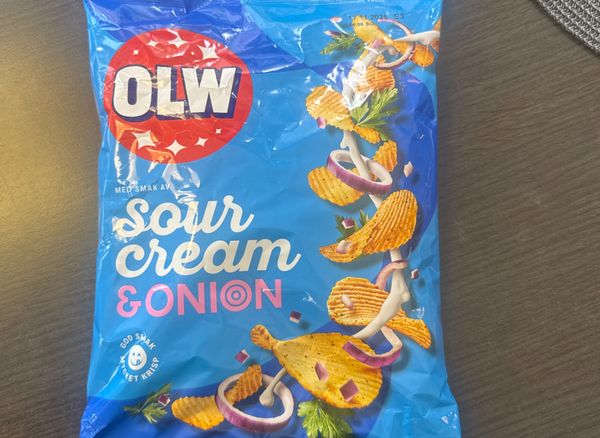 OLW
MED SMAK AV
sour
cream
& ONION
GOD SMAK
MYCKET KRISP